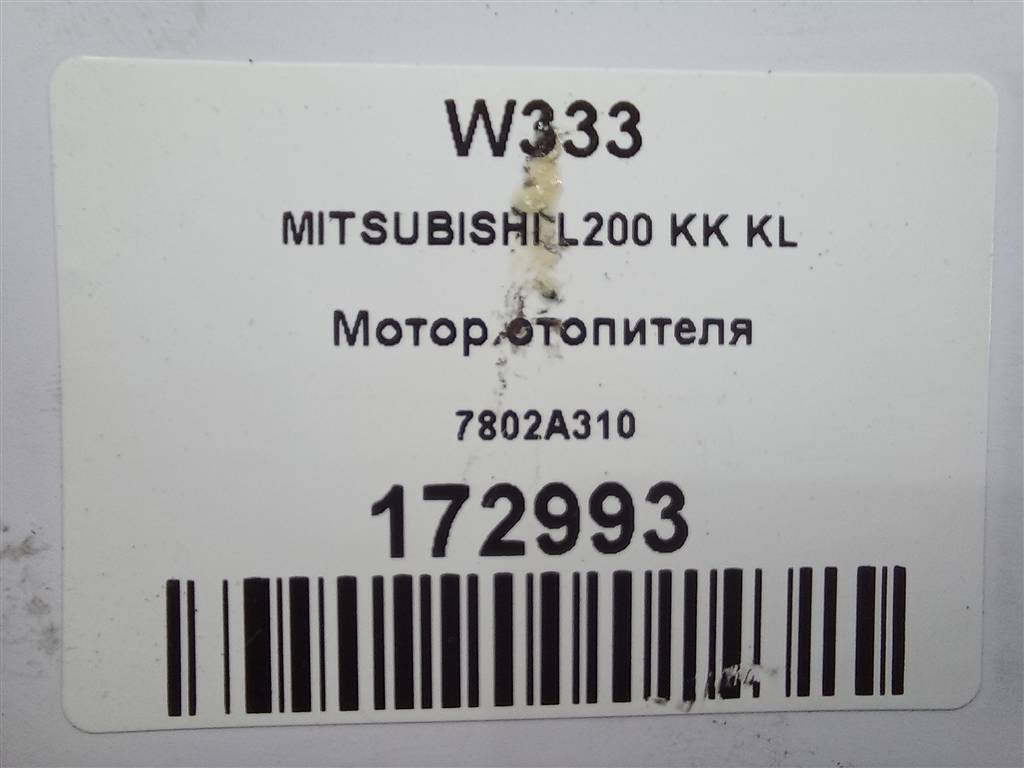 W333
MITSUBISHI L200 KK KL
Мотор отопителя
7802A310
172993